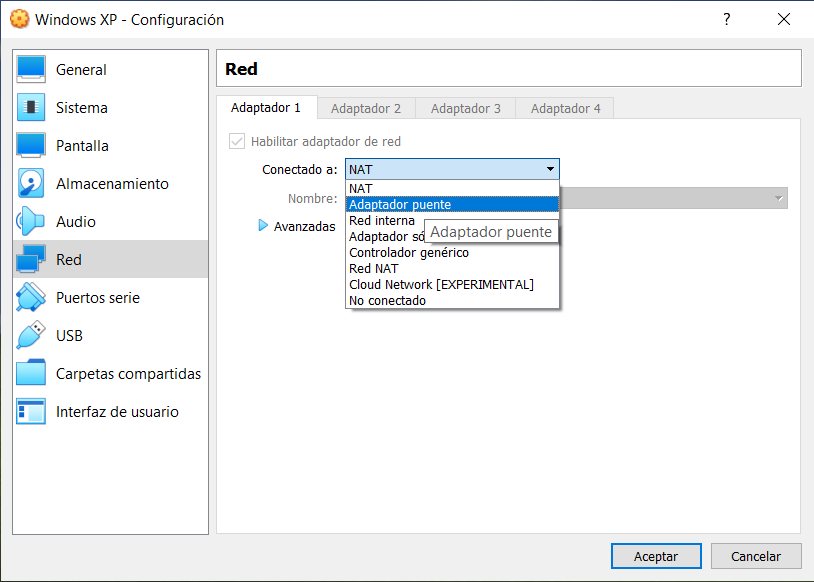 Windows XP - Configuración
?
General
Sistema
Pantalla
Almacenamiento
Audio
Red
Puertos serie
USB
Carpetas compartidas
Interfaz de usuario
Red
Adaptador 1
Adaptador 2
Adaptador 3
Adaptador 4
Habilitar adaptador de red
Conectado a:
NAT
NAT
Adaptador puente
Red interna
Adaptador só
Controlador genérico
Red NAT
Cloud Network [EXPERIMENTAL]
No conectado
Adaptador puente
Nombre:
Avanzadas
Aceptar
Cancelar